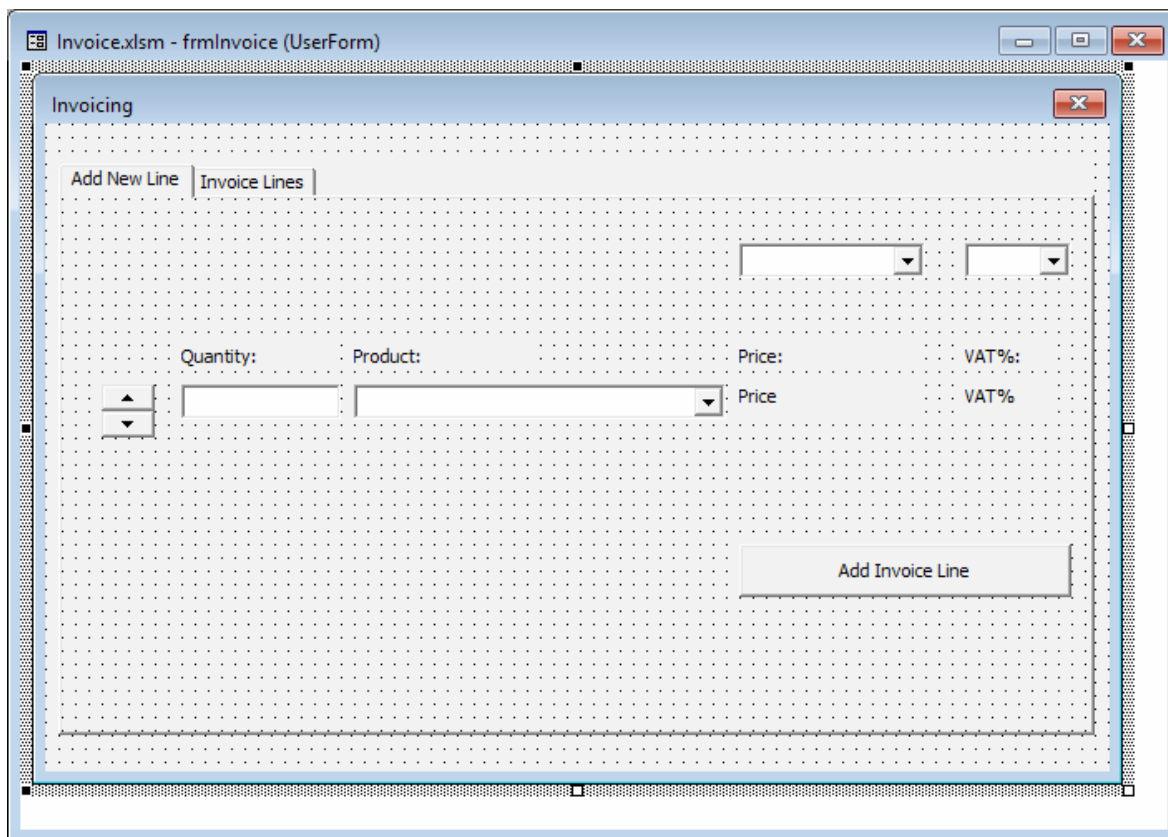 Invoice.xlsm - frmInvoice (UserForm)
Invoicing
Add New Line Invoice Lines
Quantity: Product: Price: VAT%:
Price VAT%
Add Invoice Line